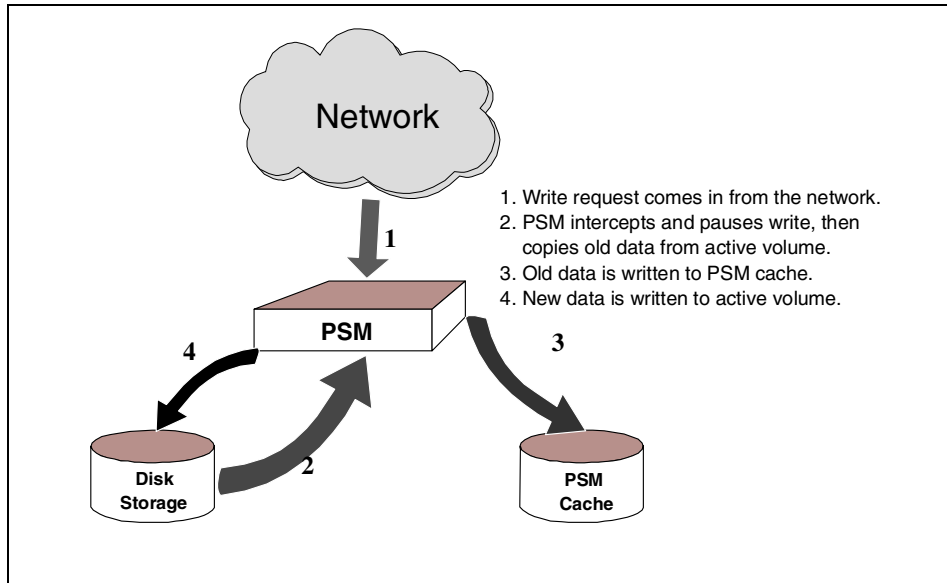 Network
1. Write request comes in from the network.
2. PSM intercepts and pauses write, then
copies old data from active volume.
3. Old data is written to PSM cache.
4. New data is written to active volume.
1
PSM
4
3
2
Disk
Storage
PSM
Cache